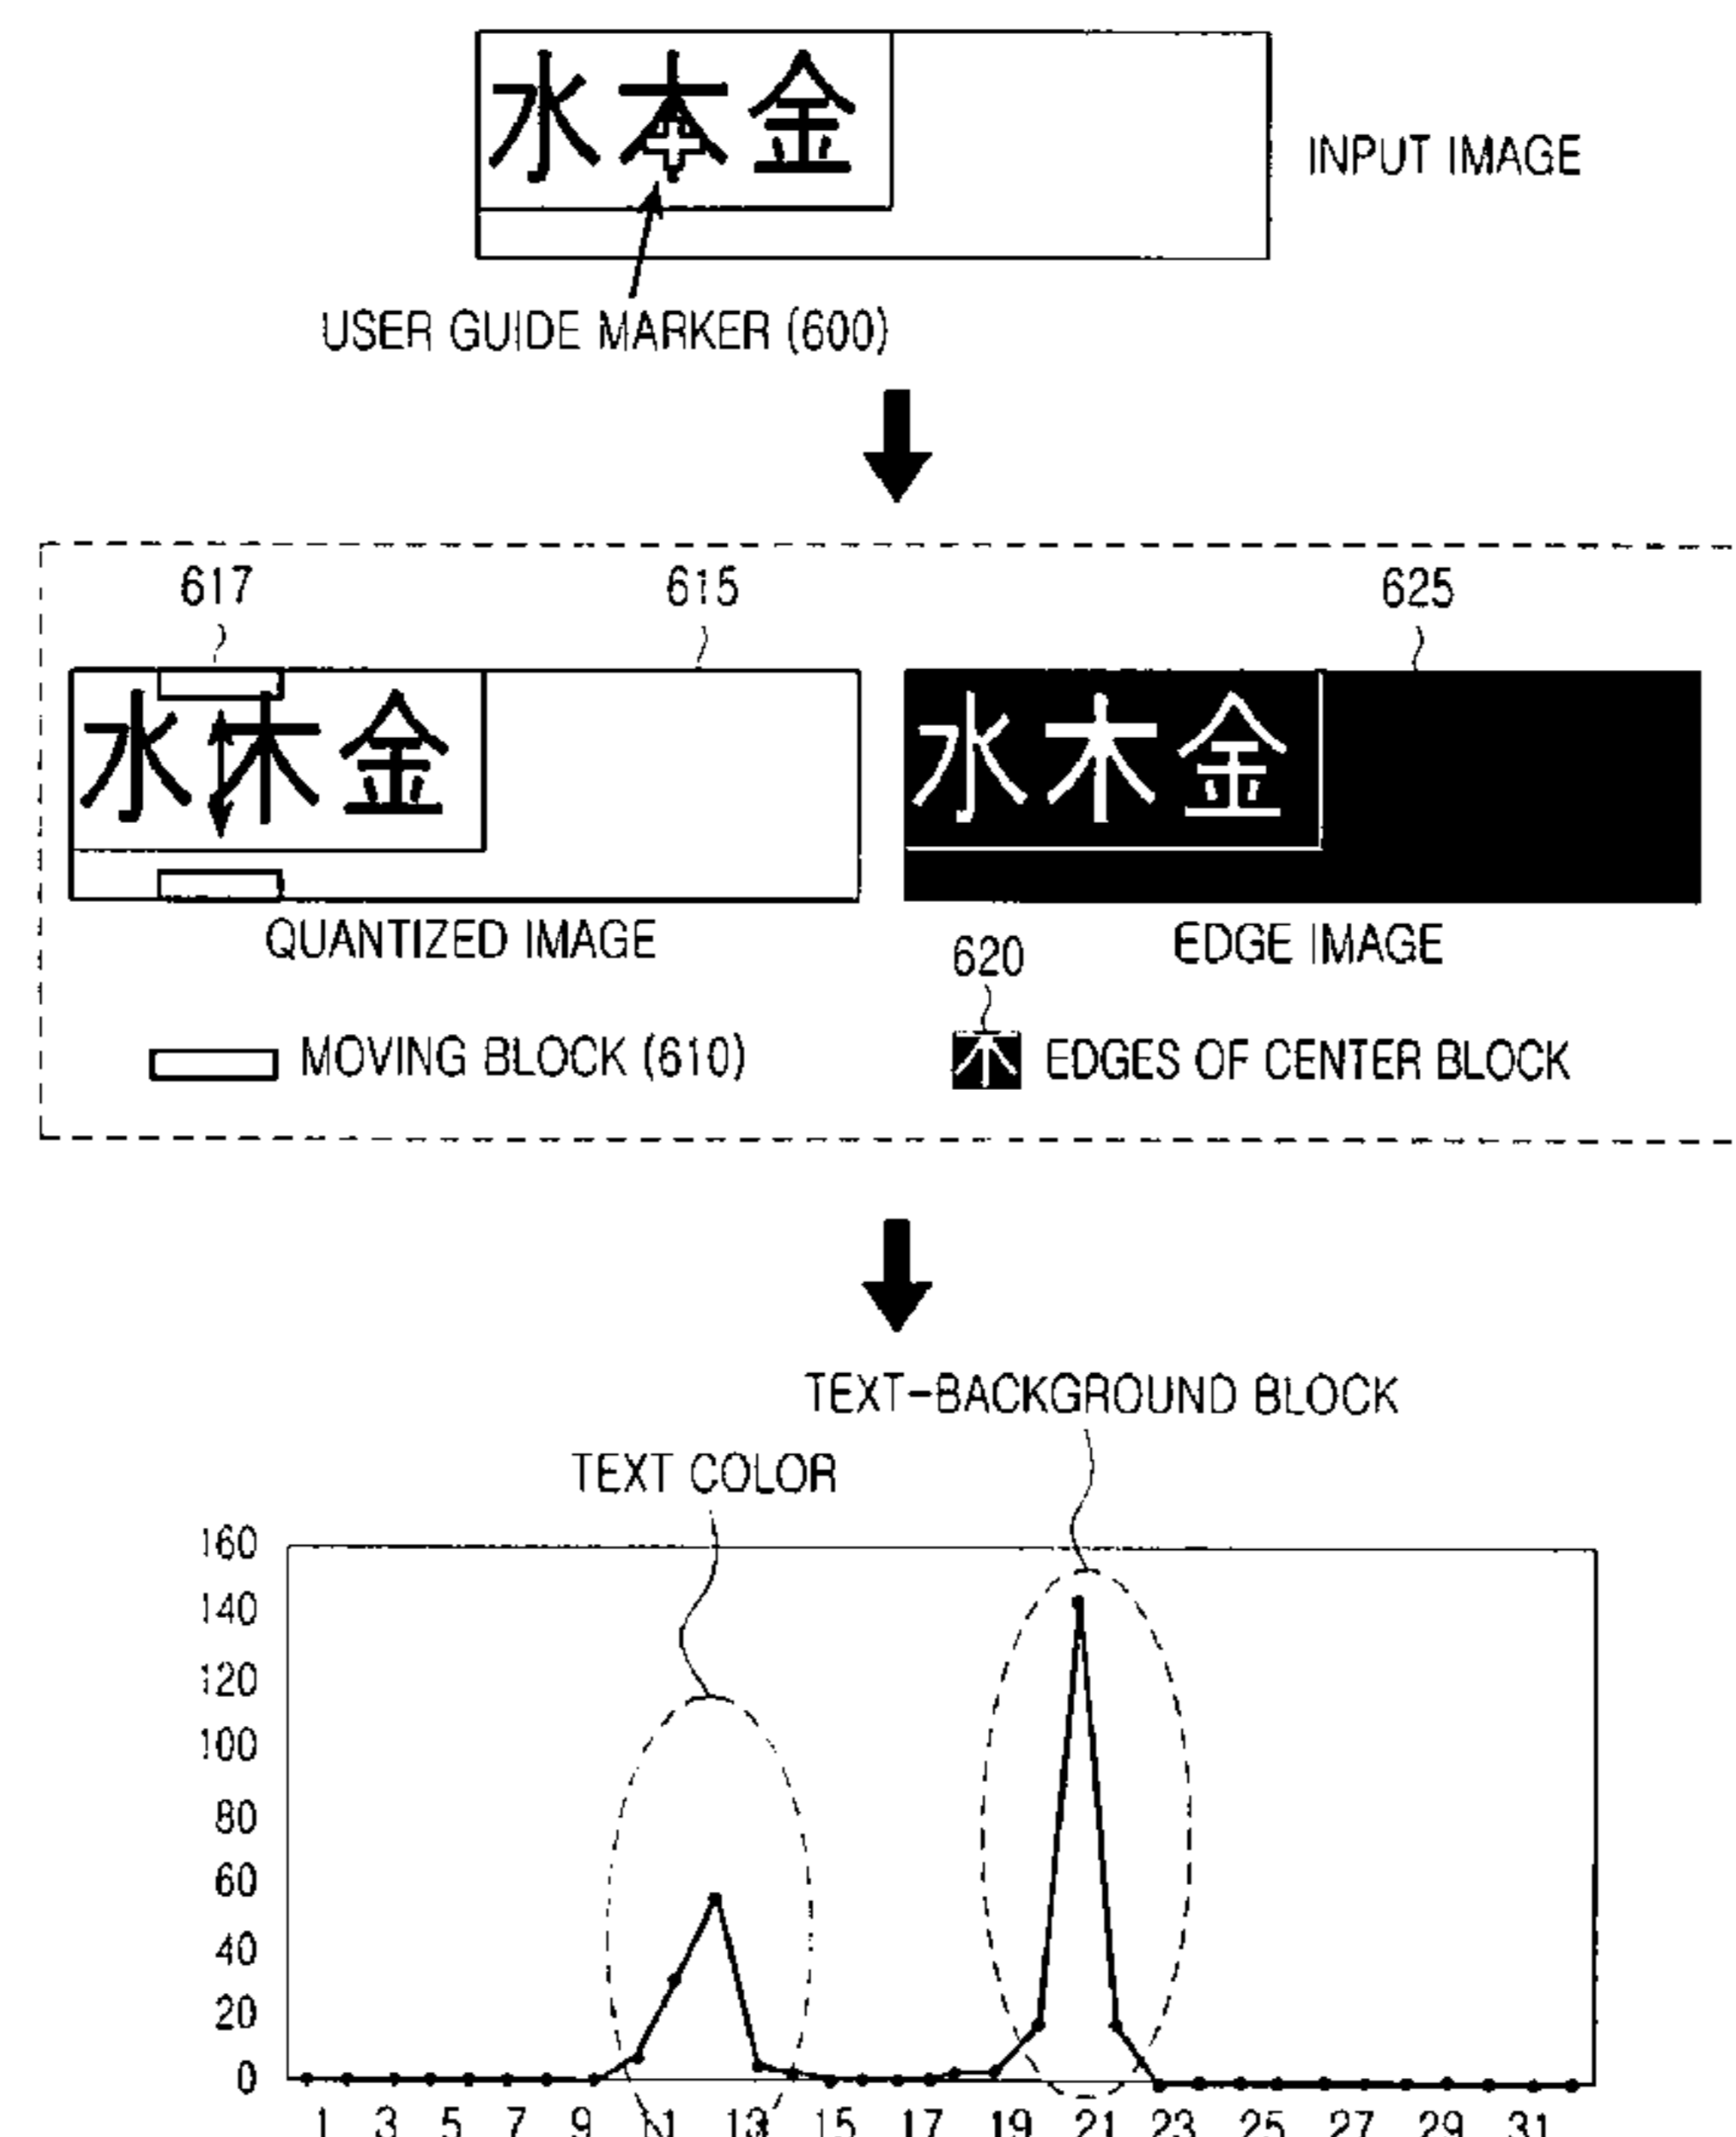 水木金
INPUT IMAGE
USER GUIDE MARKER (600)
617 615 625
水木金
水木金
QUANTIZED IMAGE
EDGE IMAGE
620
MOVING BLOCK (610)
EDGES OF CENTER BLOCK
TEXT-BACKGROUND BLOCK
TEXT COLOR
160
140
120
100
80
60
40
20
0
1 3 5 7 9 11 13 15 17 19 21 23 25 27 29 31